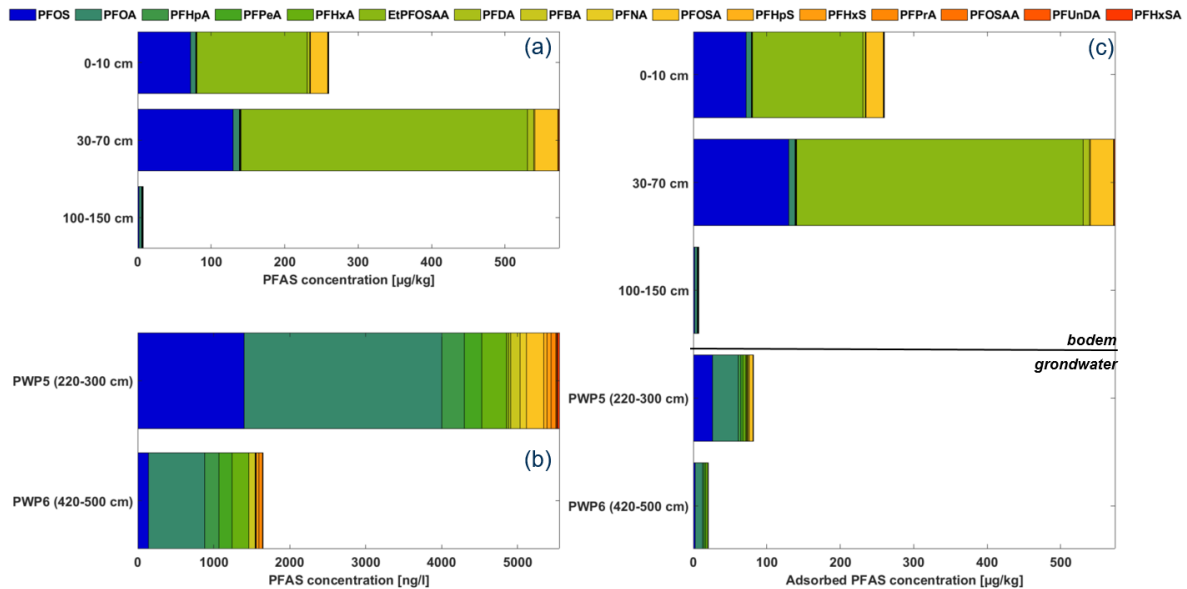 PFOS PFOA PFHpA PFPeA PFHxA EtPFOSAA PFDA PFBA PFNA PFOSA PFHpS PFHxS PFPrA PFOSAA PFUnDA PFHxSA
(a)
0-10 cm
30-70 cm
100-150 cm
0 100 200 300 400 500
PFAS concentration [µg/kg]
PWP5 (220-300 cm)
PWP6 (420-500 cm)
(b)
0 1000 2000 3000 4000 5000
PFAS concentration [ng/l]
(c)
0-10 cm
30-70 cm
100-150 cm
bodem
grondwater
PWP5 (220-300 cm)
PWP6 (420-500 cm)
0 100 200 300 400 500
Adsorbed PFAS concentration [µg/kg]